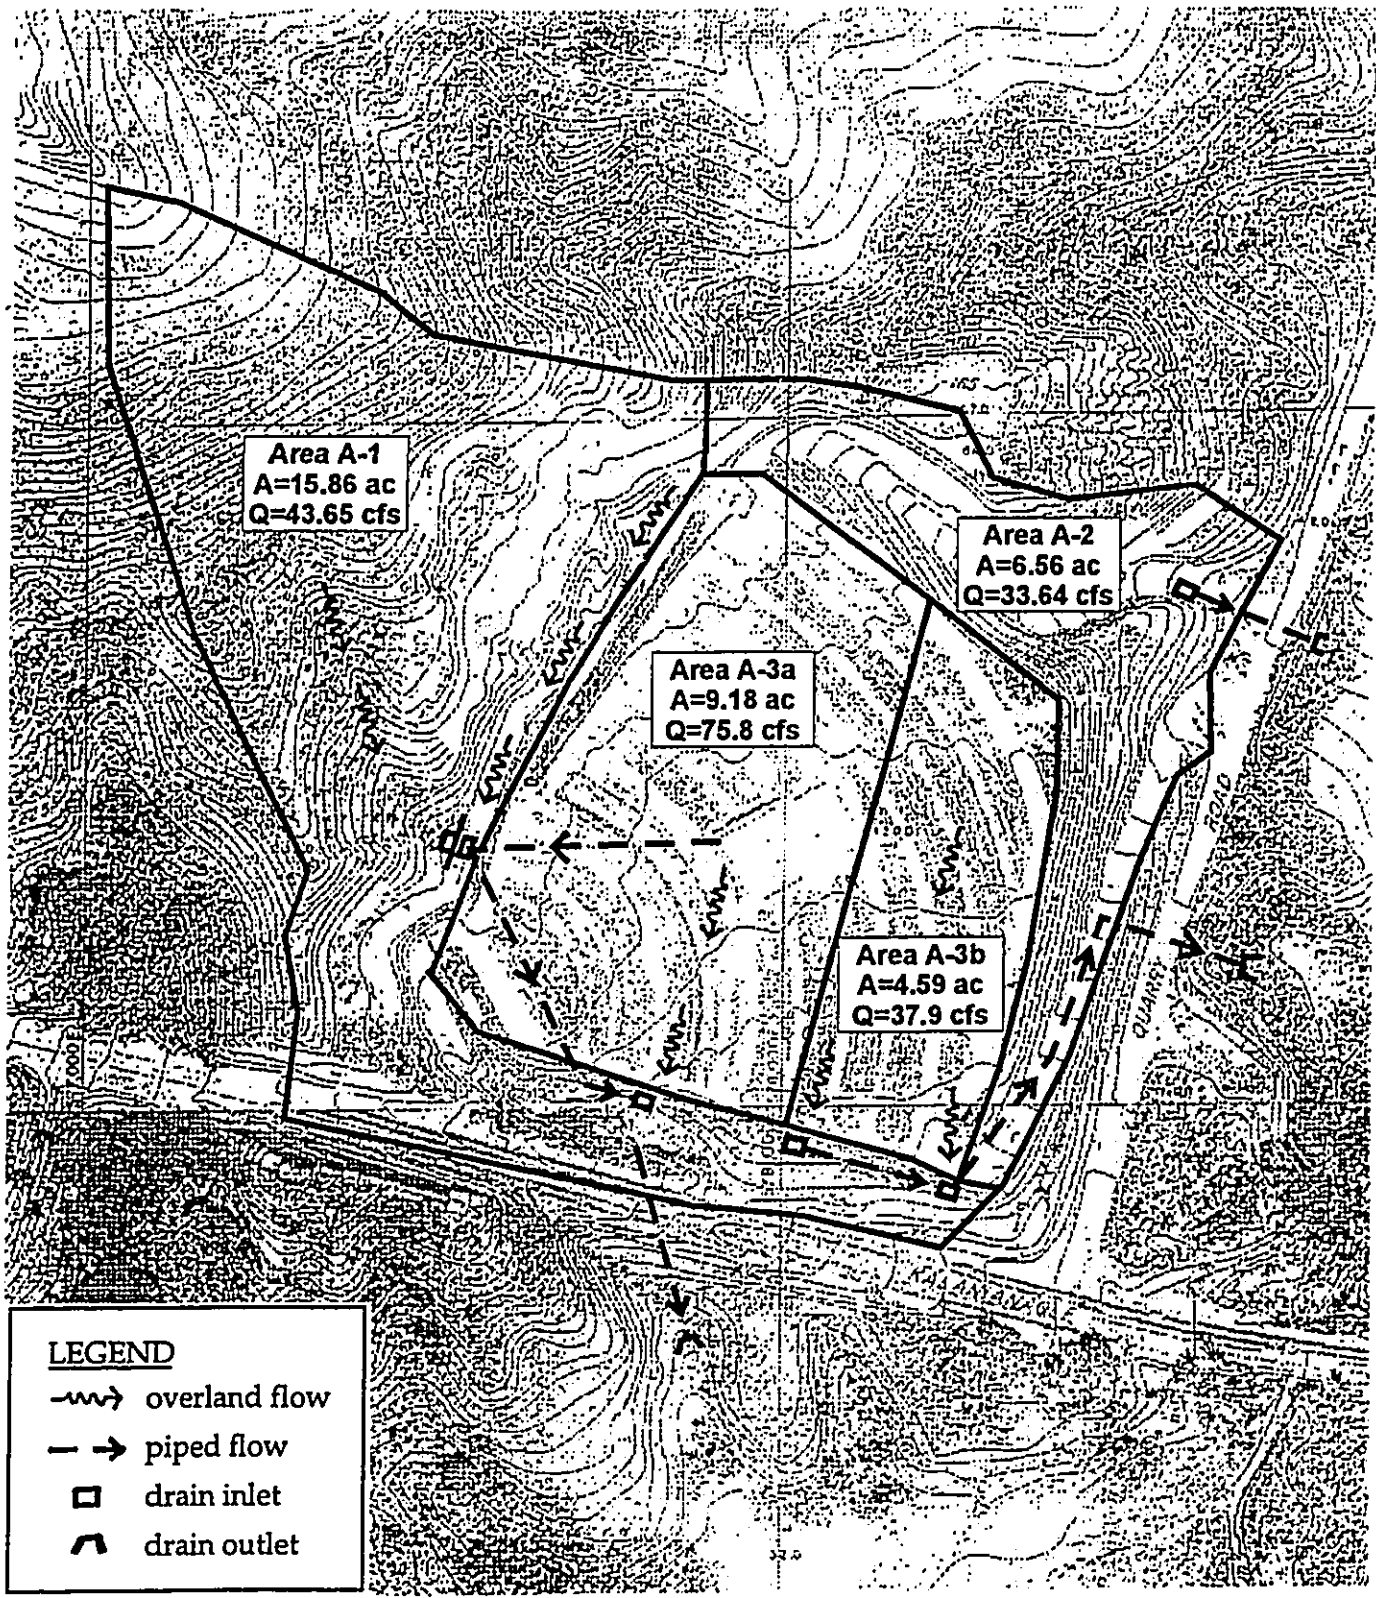 Area A-1
A=15.86 ac
Q=43.65 cfs
Area A-2
A=6.56 ac
Q=33.64 cfs
Area A-3a
A=9.18 ac
Q=75.8 cfs
Area A-3b
A=4.59 ac
Q=37.9 cfs
QUARRY
ROAD
LEGEND
overland flow
piped flow
drain inlet
drain outlet